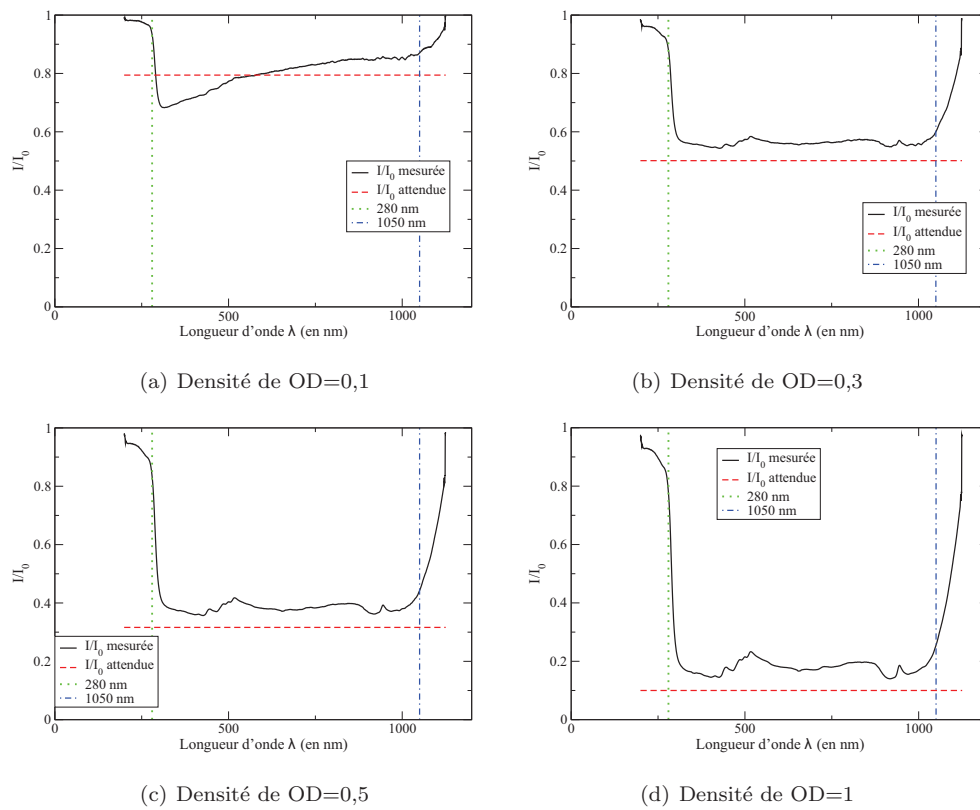 1
0.8
0.6
0.4
0.2
0
I/I0
0
500
1000
Longueur d'onde λ (en nm)
I/I0 mesurée
I/I0 attendue
280 nm
1050 nm
(a) Densité de OD=0,1
1
0.8
0.6
0.4
0.2
0
I/I0
0
500
1000
Longueur d'onde λ (en nm)
I/I0 mesurée
I/I0 attendue
280 nm
1050 nm
(b) Densité de OD=0,3
1
0.8
0.6
0.4
0.2
0
I/I0
0
500
1000
Longueur d'onde λ (en nm)
I/I0 mesurée
I/I0 attendue
280 nm
1050 nm
(c) Densité de OD=0,5
1
0.8
0.6
0.4
0.2
0
I/I0
0
500
1000
Longueur d'onde λ (en nm)
I/I0 mesurée
I/I0 attendue
280 nm
1050 nm
(d) Densité de OD=1